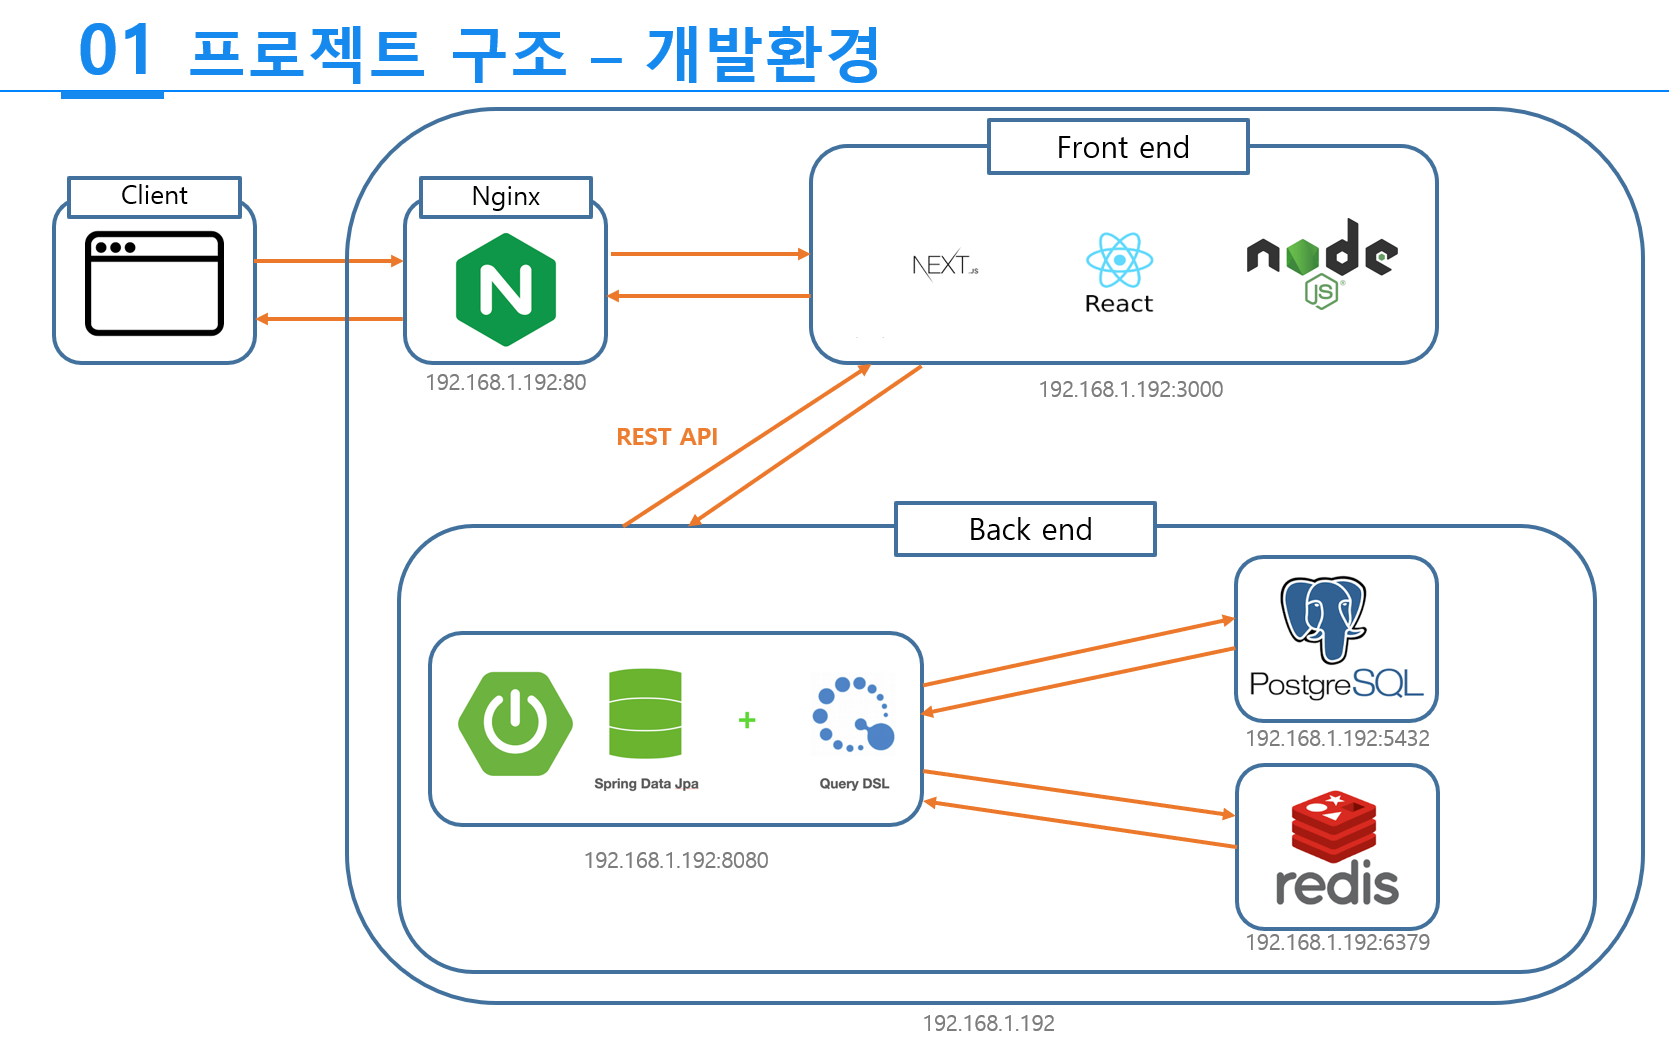 01 프로젝트 구조 – 개발환경
Client
Nginx
N
192.168.1.192:80
Front end
NEXT.JS
React
node
JS
192.168.1.192:3000
REST API
Back end
Spring Data Jpa
+
Query DSL
192.168.1.192:8080
PostgreSQL
192.168.1.192:5432
redis
192.168.1.192:6379
192.168.1.192